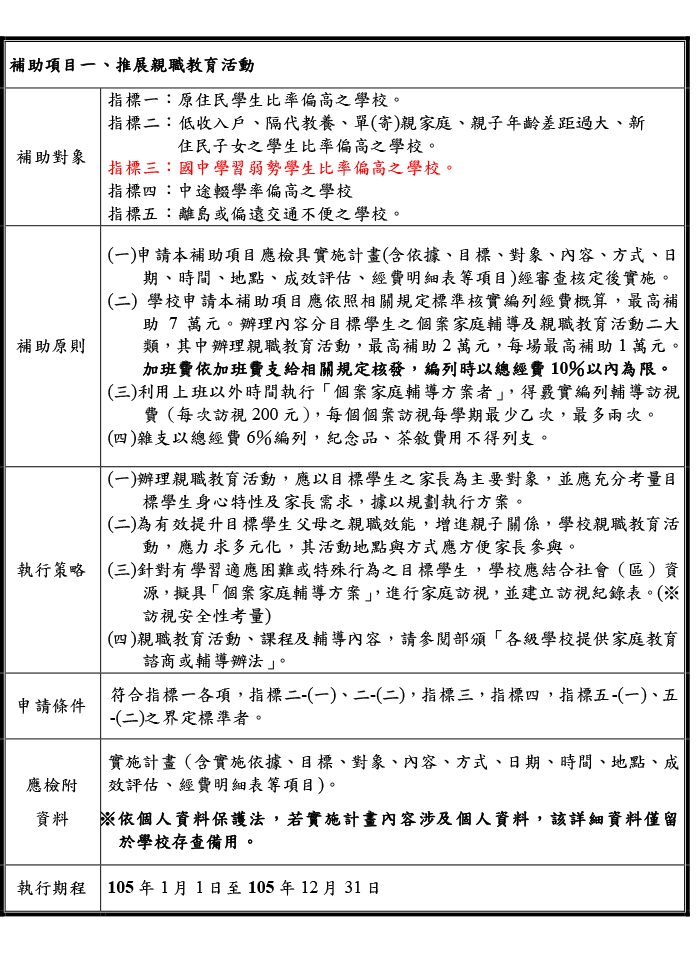 補助項目一、推展親職教育活動
補助對象
指標一：原住民學生比率偏高之學校。
指標二：低收入戶、隔代教養、單(寄)親家庭、親子年齡差距過大、新
住民子女之學生比率偏高之學校。
指標三：國中學習弱勢學生比率偏高之學校。
指標四：中途輟學率偏高之學校
指標五：離島或偏遠交通不便之學校。
補助原則
(一)申請本補助項目應檢具實施計畫(含依據、目標、對象、內容、方式、日
期、時間、地點、成效評估、經費明細表等項目)經審查核定後實施。
(二) 學校申請本補助項目應依照相關規定標準核實編列經費概算，最高補
助 7 萬元。辦理內容分目標學生之個案家庭輔導及親職教育活動二大
類，其中辦理親職教育活動，最高補助 2 萬元，每場最高補助 1 萬元。
加班費依加班費支給相關規定核發，編列時以總經費 10%以內為限。
(三)利用上班以外時間執行「個案家庭輔導方案者」，得覈實編列輔導訪視
費（每次訪視 200 元），每個個案訪視每學期最少乙次，最多兩次。
(四)雜支以總經費 6%編列，紀念品、茶敘費用不得列支。
執行策略
(一)辦理親職教育活動，應以目標學生之家長為主要對象，並應充分考量目
標學生身心特性及家長需求，據以規劃執行方案。
(二)為有效提升目標學生父母之親職效能，增進親子關係，學校親職教育活
動，應力求多元化，其活動地點與方式應方便家長參與。
(三)針對有學習適應困難或特殊行為之目標學生，學校應結合社會（區）資
源，擬具「個案家庭輔導方案」，進行家庭訪視，並建立訪視紀錄表。(※
訪視安全性考量)
(四)親職教育活動、課程及輔導內容，請參閱部頒「各級學校提供家庭教育
諮商或輔導辦法」。
申請條件
符合指標一各項，指標二-(一)、二-(二)，指標三，指標四，指標五-(一)、五
-(二)之界定標準者。
應檢附
資料
實施計畫（含實施依據、目標、對象、內容、方式、日期、時間、地點、成
效評估、經費明細表等項目)。
※依個人資料保護法，若實施計畫內容涉及個人資料，該詳細資料僅留
於學校存查備用。
執行期程
105 年 1 月 1 日至 105 年 12 月 31 日